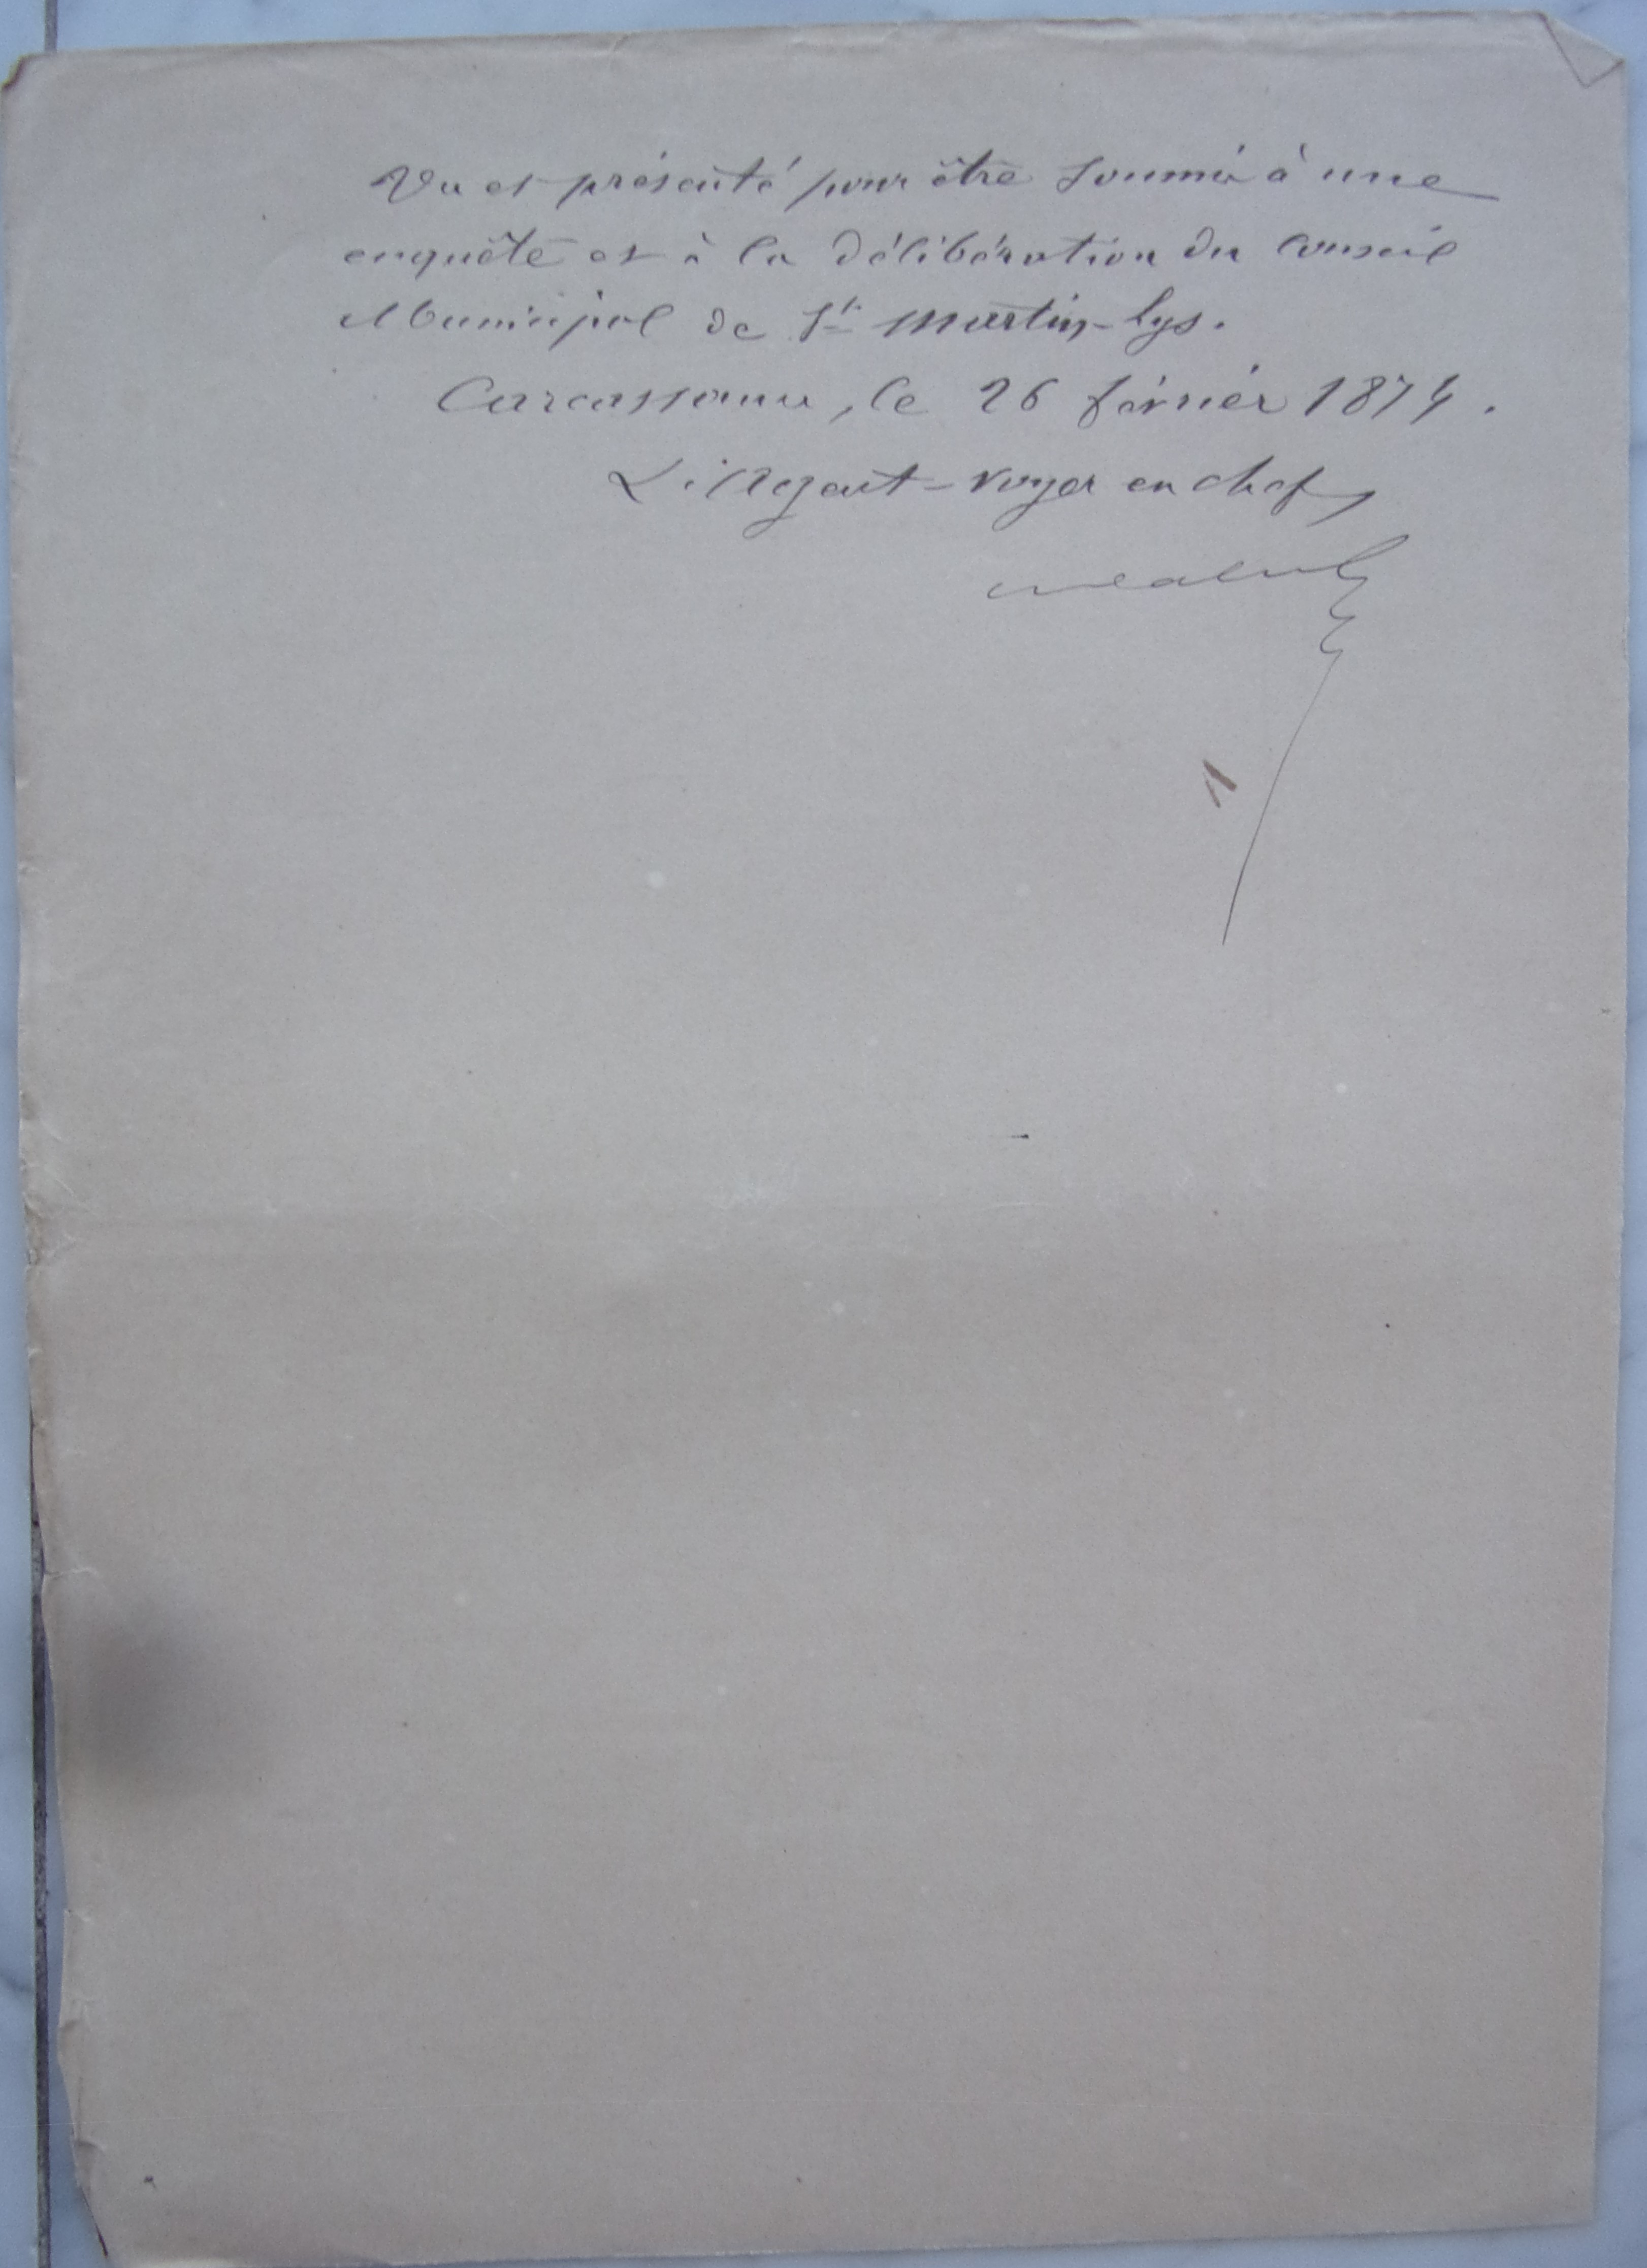 Vu et présenté pour être soumis à une
enquête et à la délibération du Conseil
Municipal de St Martin-Lys.
Carcassonne, le 26 février 1874.
L'Agent-Voyer en chef,